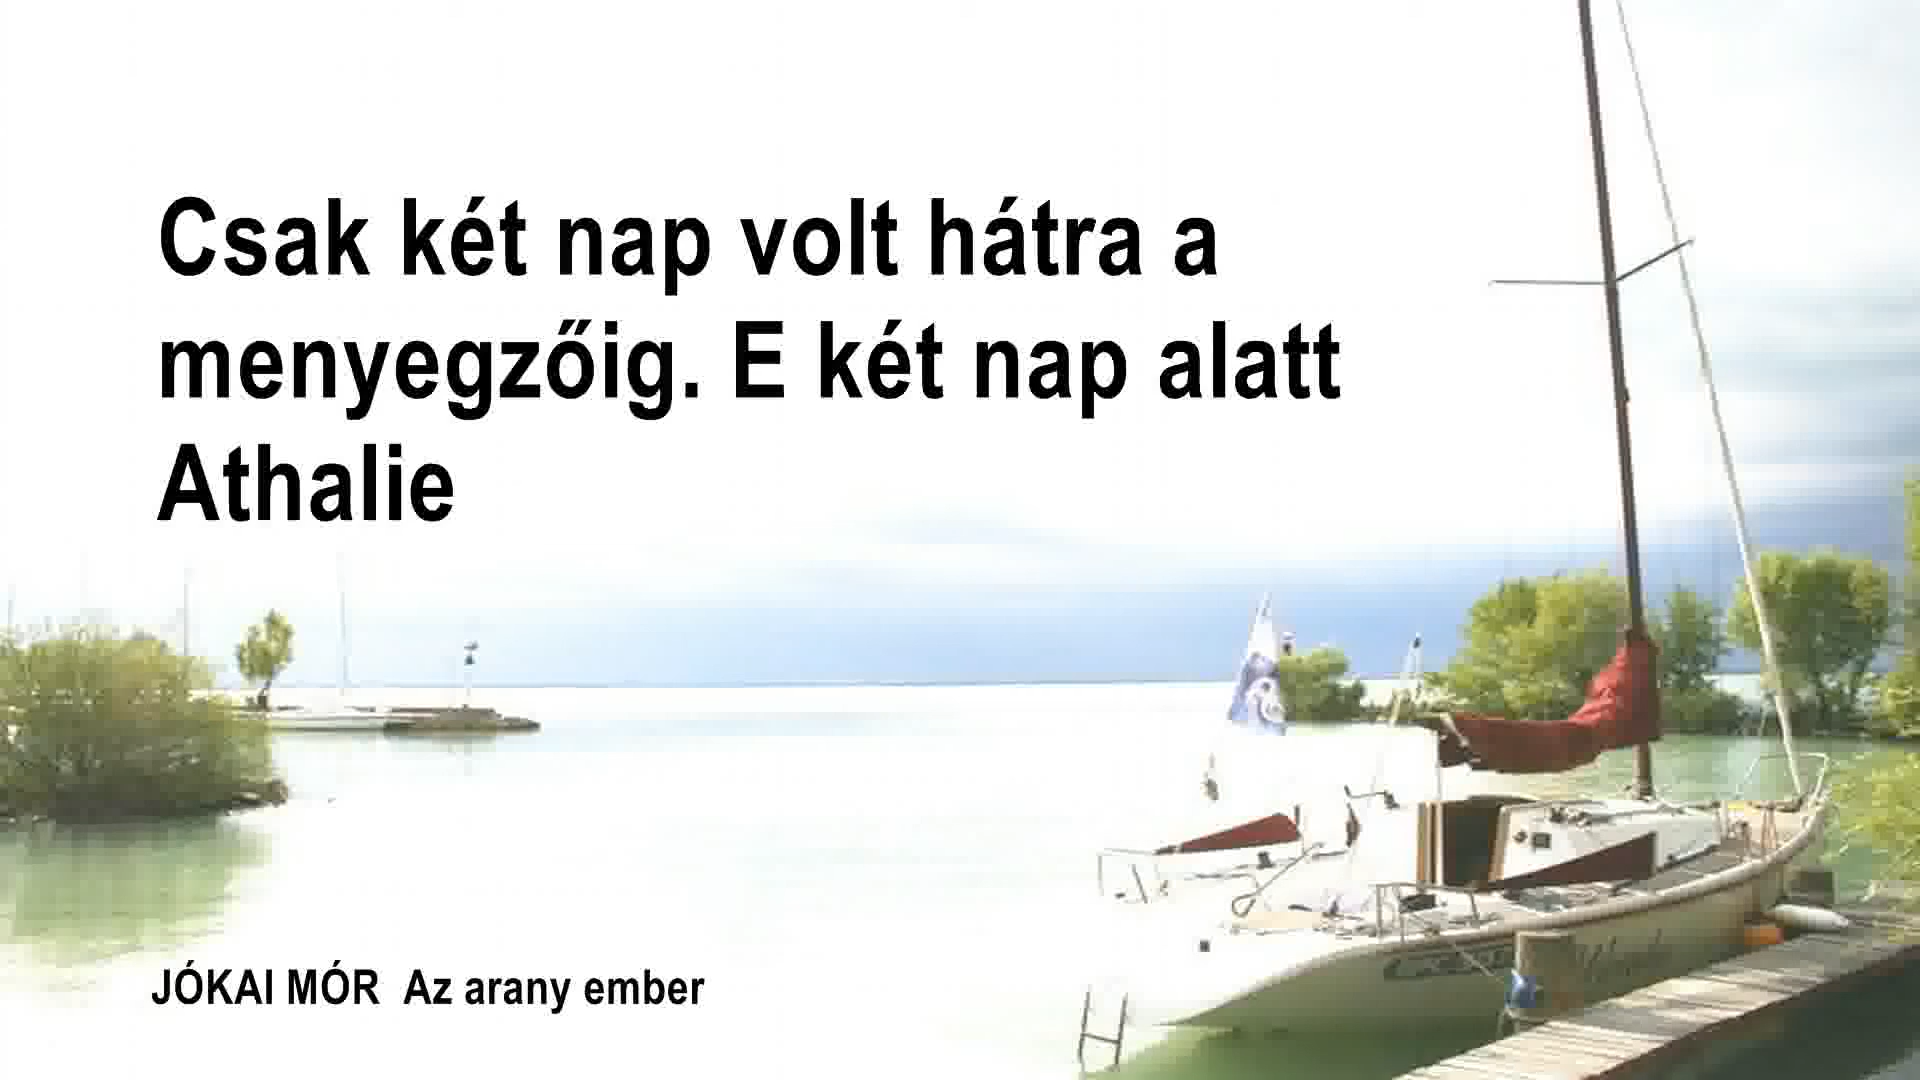 Csak két nap volt hátra a
menyegzőig. E két nap alatt
Athalie
JÓKAI MÓR Az arany ember